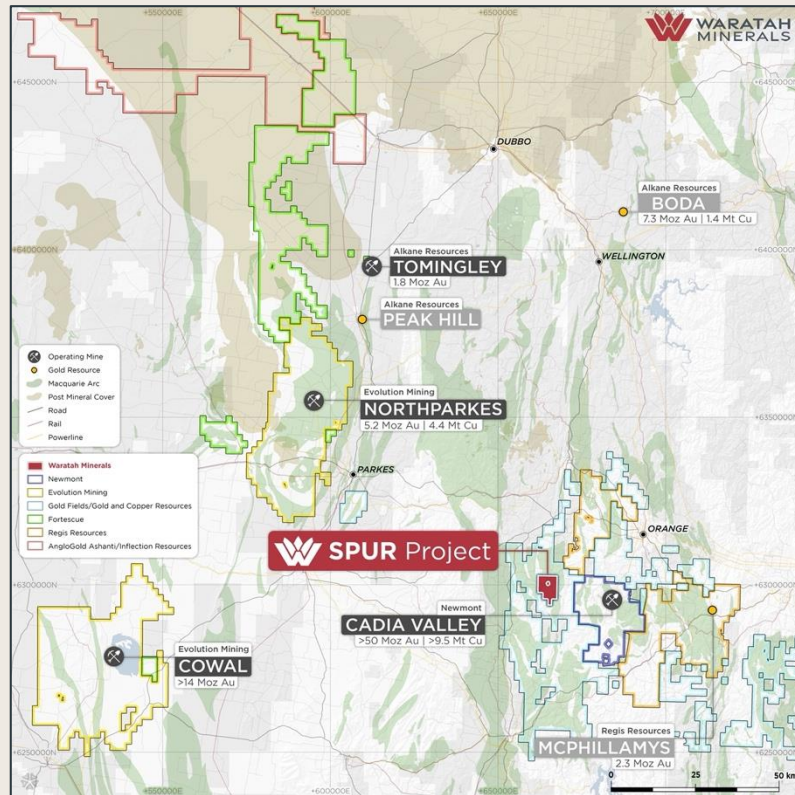 +550000E
+600000E
+650000E
WARATAH
MINERALS
+6450000N
DUBBO
Alkane Resources
BODA
7.3 Moz Au | 1.4 Mt Cu
+6400000N
WELLINGTON
Alkane Resources
TOMINGLEY
1.8 Moz Au
Alkane Resources
PEAK HILL
Operating Mine
Gold Resource
Macquarie Arc
Post Mineral Cover
Road
Rail
Powerline
Evolution Mining
NORTHPARKES
5.2 Moz Au | 4.4 Mt Cu
+6350000N
Waratah Minerals
Newmont
Evolution Mining
Gold Fields/Gold and Copper Resources
Fortescue
Regis Resources
AngloGold Ashanti/Inflection Resources
PARKES
ORANGE
SPUR Project
+6300000N
+6300000N
Newmont
CADIA VALLEY
>50 Moz Au | >9.5 Mt Cu
Evolution Mining
COWAL
>14 Moz Au
Regis Resources
MCPHILLAMYS
2.3 Moz Au
+6250000N
+6250000N
0 25 50 km
+550000E
+600000E
+650000E